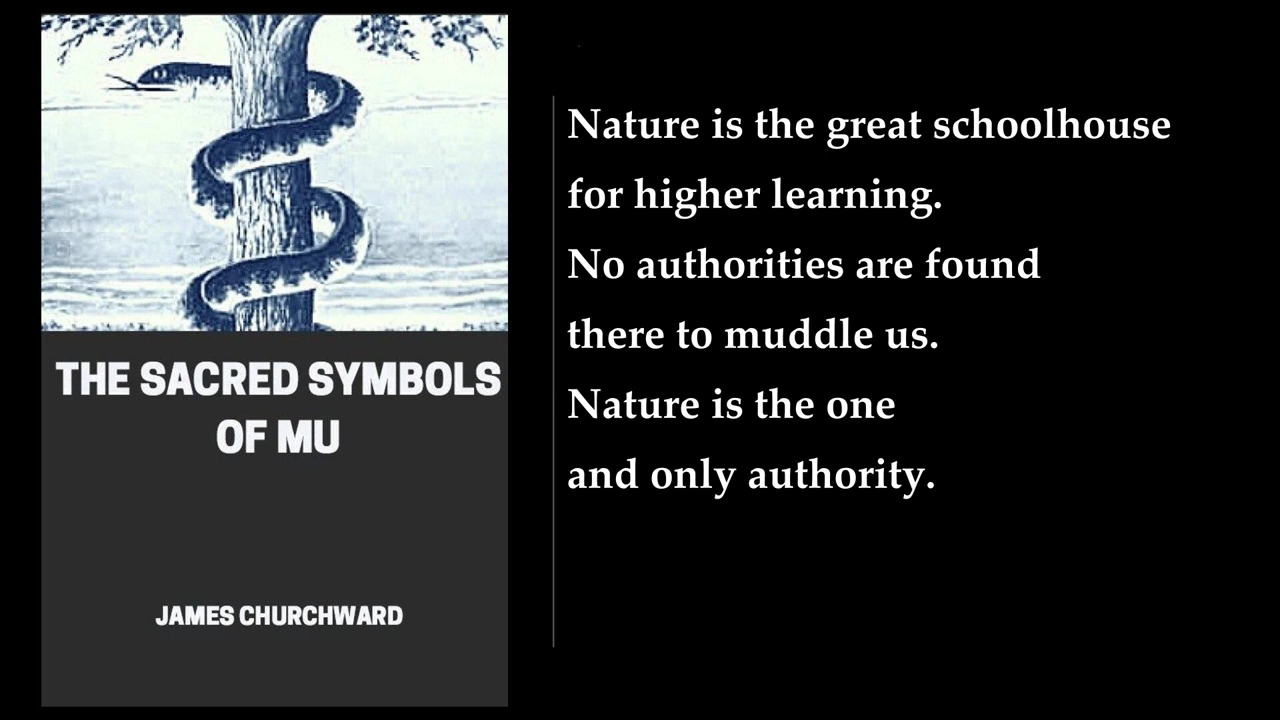 THE SACRED SYMBOLS
OF MU
JAMES CHURCHWARD
Nature is the great schoolhouse
for higher learning.
No authorities are found
there to muddle us.
Nature is the one
and only authority.